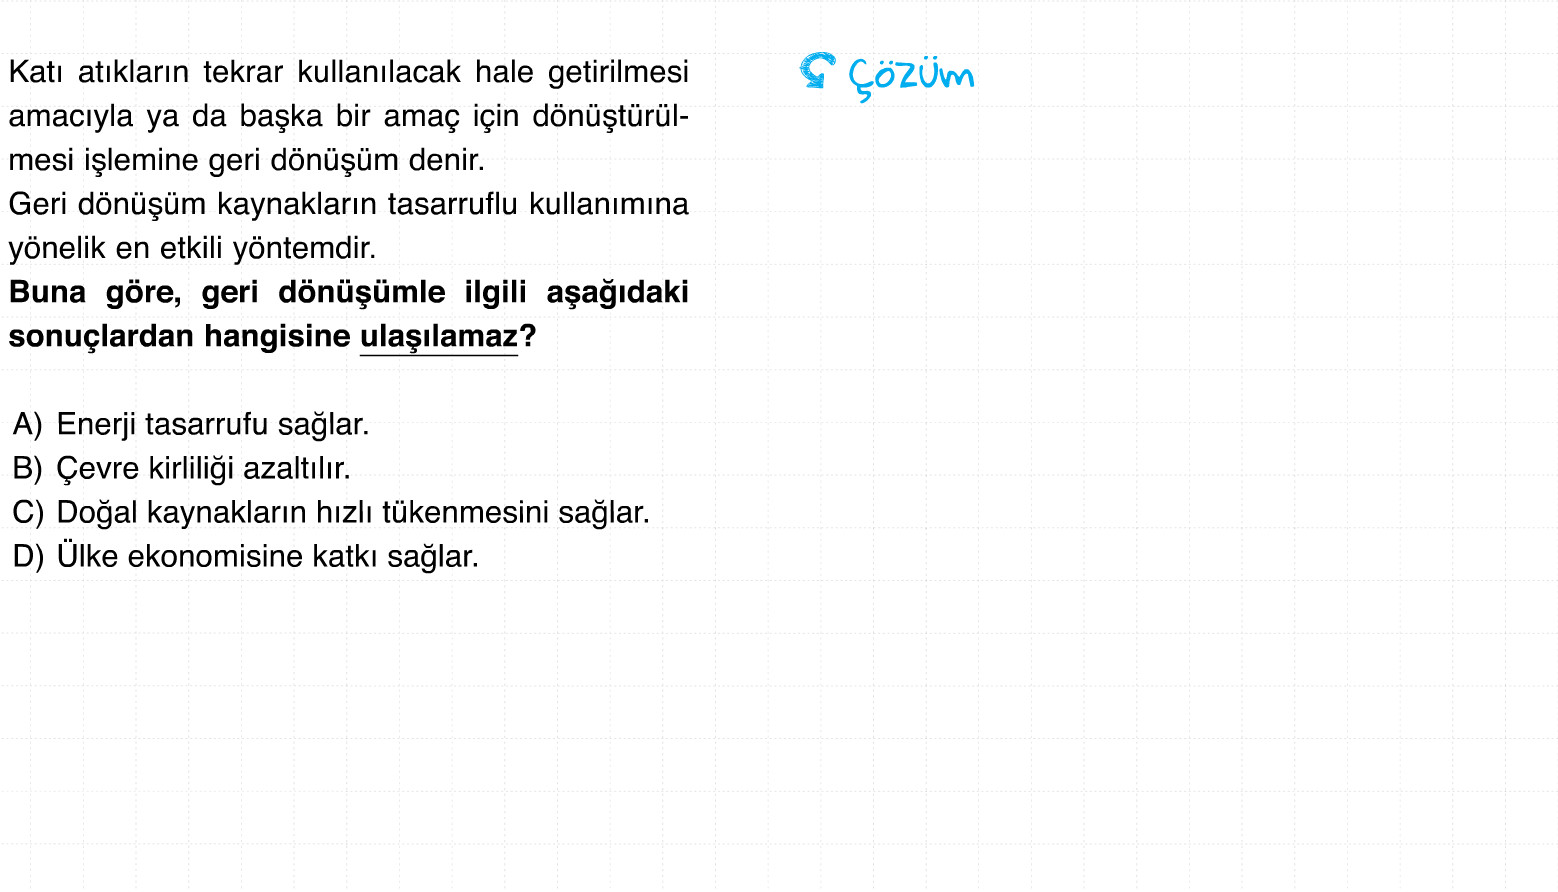 Katı atıkların tekrar kullanılacak hale getirilmesi
amacıyla ya da başka bir amaç için dönüştürül-
mesi işlemine geri dönüşüm denir.
Geri dönüşüm kaynakların tasarruflu kullanımına
yönelik en etkili yöntemdir.
Buna göre, geri dönüşümle ilgili aşağıdaki
sonuçlardan hangisine ulaşılamaz?
A) Enerji tasarrufu sağlar.
B) Çevre kirliliği azaltılır.
C) Doğal kaynakların hızlı tükenmesini sağlar.
D) Ülke ekonomisine katkı sağlar.
Çözüm